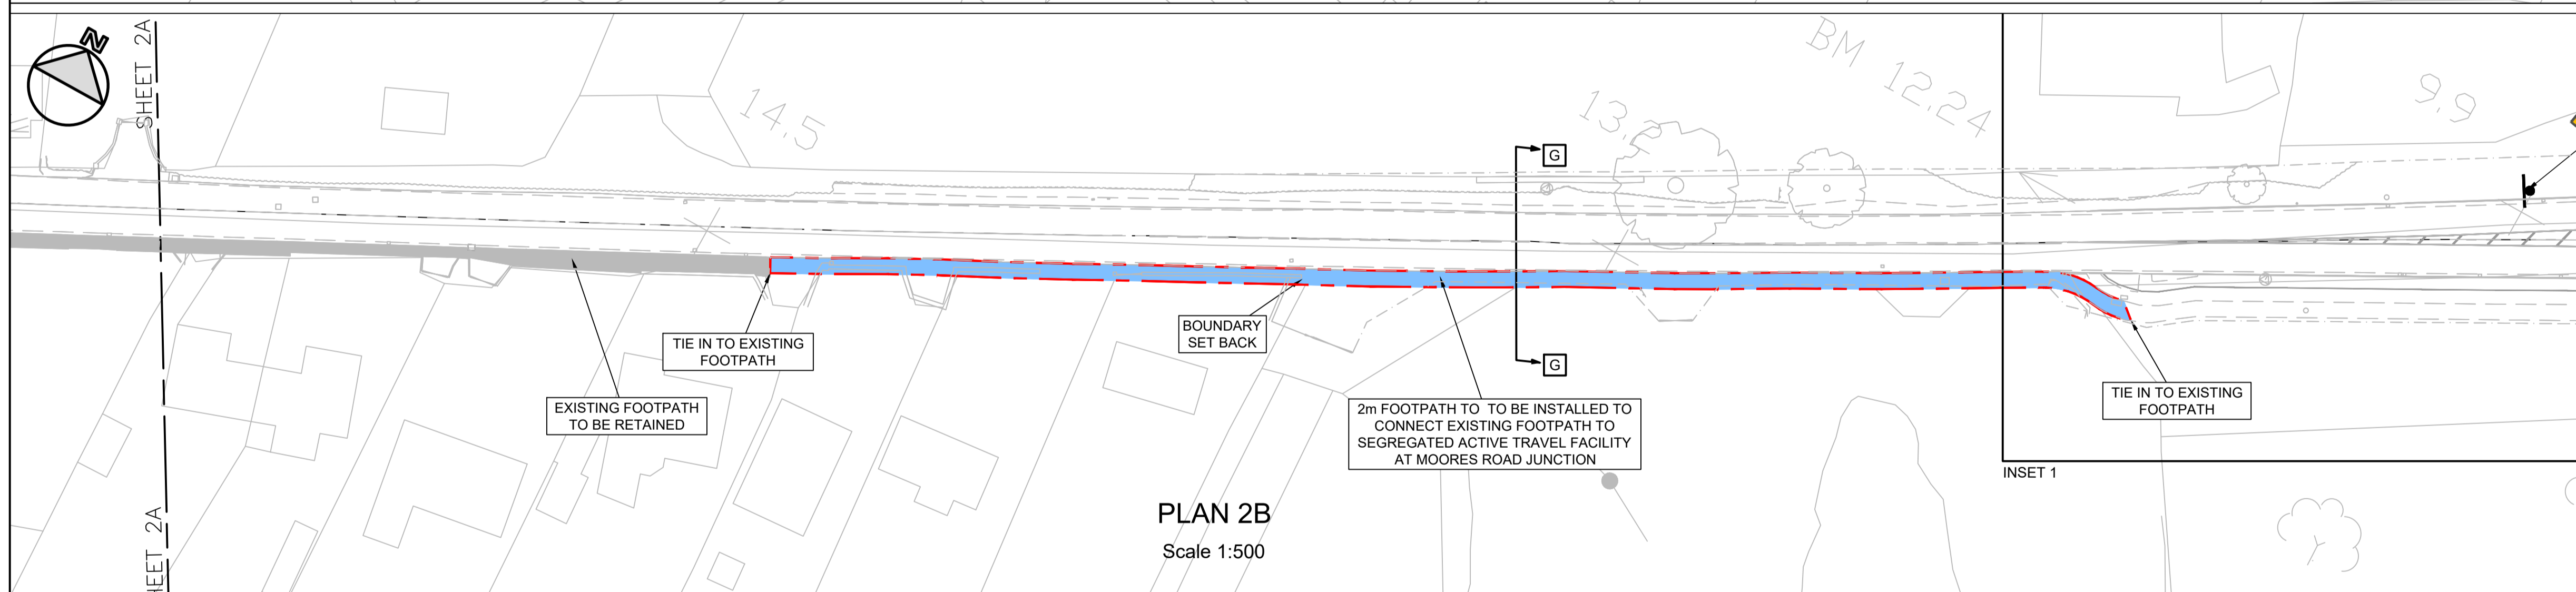 N
SHEET 2A
14.5
BM 12.24
9.9
G
TIE IN TO EXISTING
FOOTPATH
BOUNDARY
SET BACK
G
EXISTING FOOTPATH
TO BE RETAINED
2m FOOTPATH TO TO BE INSTALLED TO
CONNECT EXISTING FOOTPATH TO
SEGREGATED ACTIVE TRAVEL FACILITY
AT MOORES ROAD JUNCTION
TIE IN TO EXISTING
FOOTPATH
INSET 1
PLAN 2B
Scale 1:500
HEET 2A